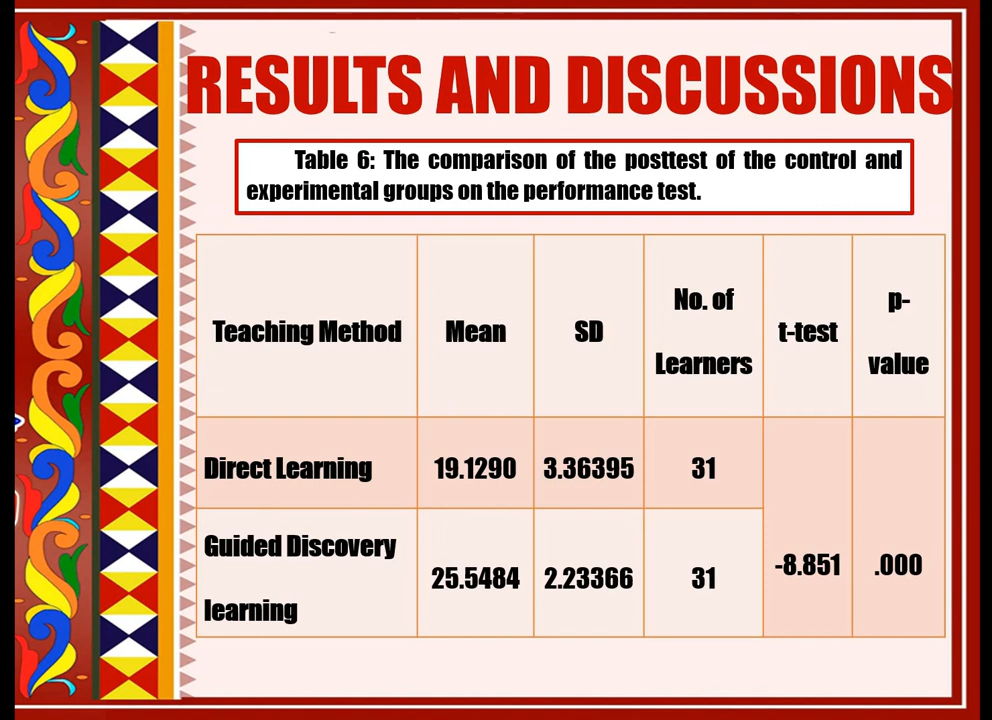 RESULTS AND DISCUSSIONS
Table 6: The comparison of the posttest of the control and
experimental groups on the performance test.
Teaching Method Mean SD No. of Learners t-test p-value
Direct Learning 19.1290 3.36395 31
Guided Discovery learning 25.5484 2.23366 31 -8.851 .000